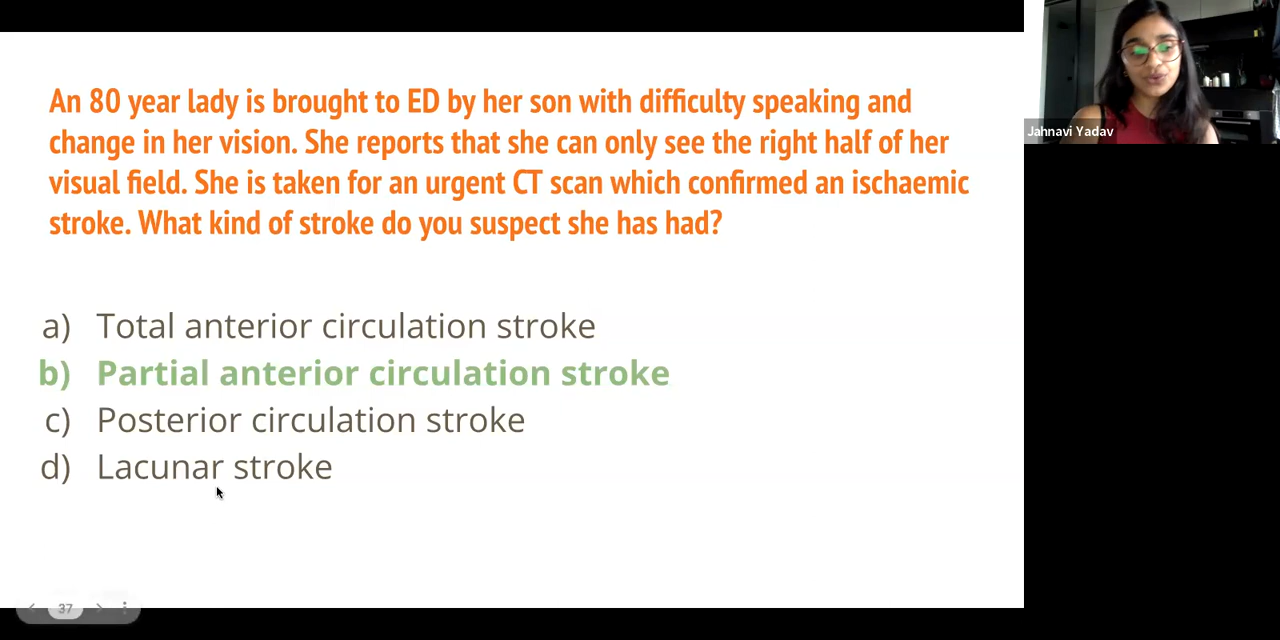 An 80 year lady is brought to ED by her son with difficulty speaking and
change in her vision. She reports that she can only see the right half of her
visual field. She is taken for an urgent CT scan which confirmed an ischaemic
stroke. What kind of stroke do you suspect she has had?
a) Total anterior circulation stroke
b) Partial anterior circulation stroke
c) Posterior circulation stroke
d) Lacunar stroke
37
Jahnavi Yadav